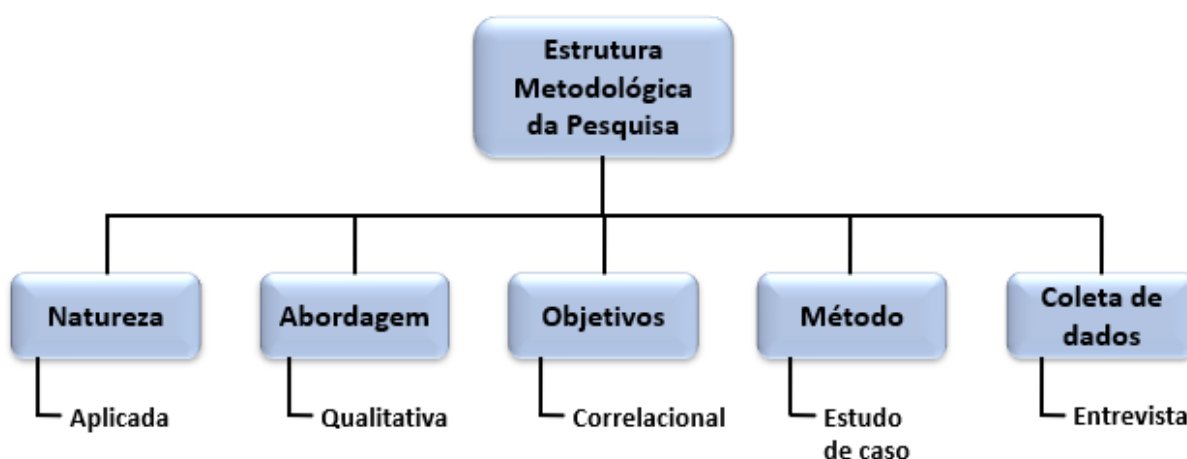 Estrutura
Metodológica
da Pesquisa
Natureza
Abordagem
Objetivos
Método
Coleta de
dados
Aplicada
Qualitativa
Correlacional
Estudo
de caso
Entrevista